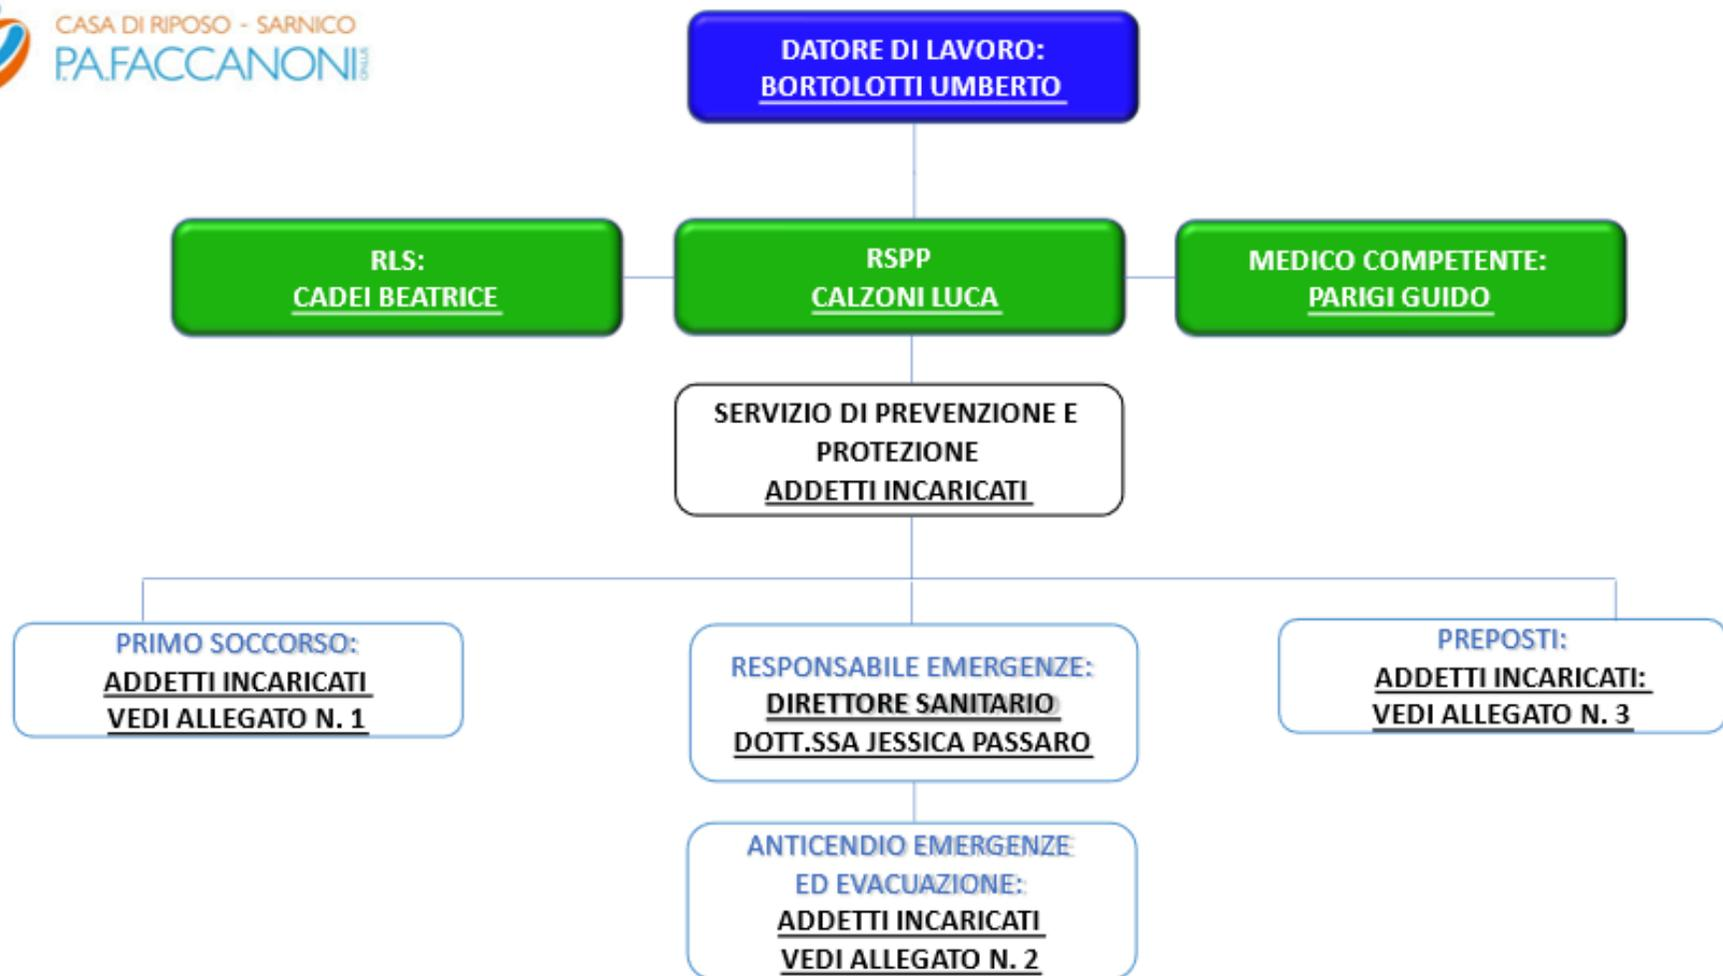 CASA DI RIPOSO - SARNICO
P.A.FACCANONI ONLUS
DATORE DI LAVORO:
BORTOLOTTI UMBERTO
RLS:
CADEI BEATRICE
RSPP
CALZONI LUCA
MEDICO COMPETENTE:
PARIGI GUIDO
SERVIZIO DI PREVENZIONE E
PROTEZIONE
ADDETTI INCARICATI
PRIMO SOCCORSO:
ADDETTI INCARICATI
VEDI ALLEGATO N. 1
RESPONSABILE EMERGENZE:
DIRETTORE SANITARIO
DOTT.SSA JESSICA PASSARO
PREPOSTI:
ADDETTI INCARICATI:
VEDI ALLEGATO N. 3
ANTICENDIO EMERGENZE
ED EVACUAZIONE:
ADDETTI INCARICATI
VEDI ALLEGATO N. 2